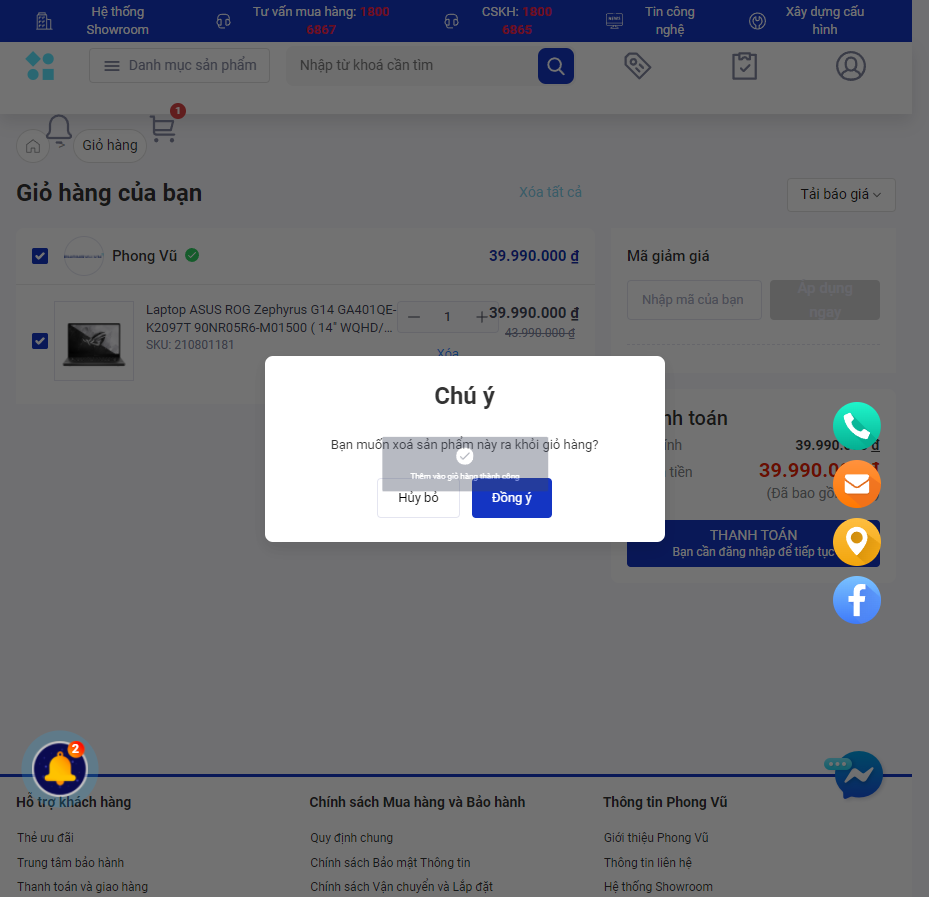 Hệ thống
Showroom
Tư vấn mua hàng: 1800
6867
CSKH: 1800
6865
Tin công
nghệ
Xây dựng cấu
hình
NEWS
Danh mục sản phẩm
Nhập từ khoá cần tìm
1
Giỏ hàng
Giỏ hàng của bạn
Xóa tất cả
Tải báo giá
Phong Vũ
39.990.000 ₫
Mã giảm giá
Nhập mã của bạn
Áp dụng
ngay
Laptop ASUS ROG Zephyrus G14 GA401QE-
K2097T 90NR05R6-M01500 ( 14" WQHD/...
SKU: 210801181
1
39.990.000 ₫
43.990.000 ₫
Xóa
Chú ý
Bạn muốn xoá sản phẩm này ra khỏi giỏ hàng?
Thêm vào giỏ hàng thành công
Hủy bỏ
Đồng ý
nh toán
ính
39.990.
₫
tiền
39.990.0
(Đã bao gồ
THANH TOÁN
Bạn cần đăng nhập để tiếp tục
2
Hỗ trợ khách hàng
Thẻ ưu đãi
Trung tâm bảo hành
Thanh toán và giao hàng
Chính sách Mua hàng và Bảo hành
Quy định chung
Chính sách Bảo mật Thông tin
Chính sách Vận chuyển và Lắp đặt
Thông tin Phong Vũ
Giới thiệu Phong Vũ
Thông tin liên hệ
Hệ thống Showroom